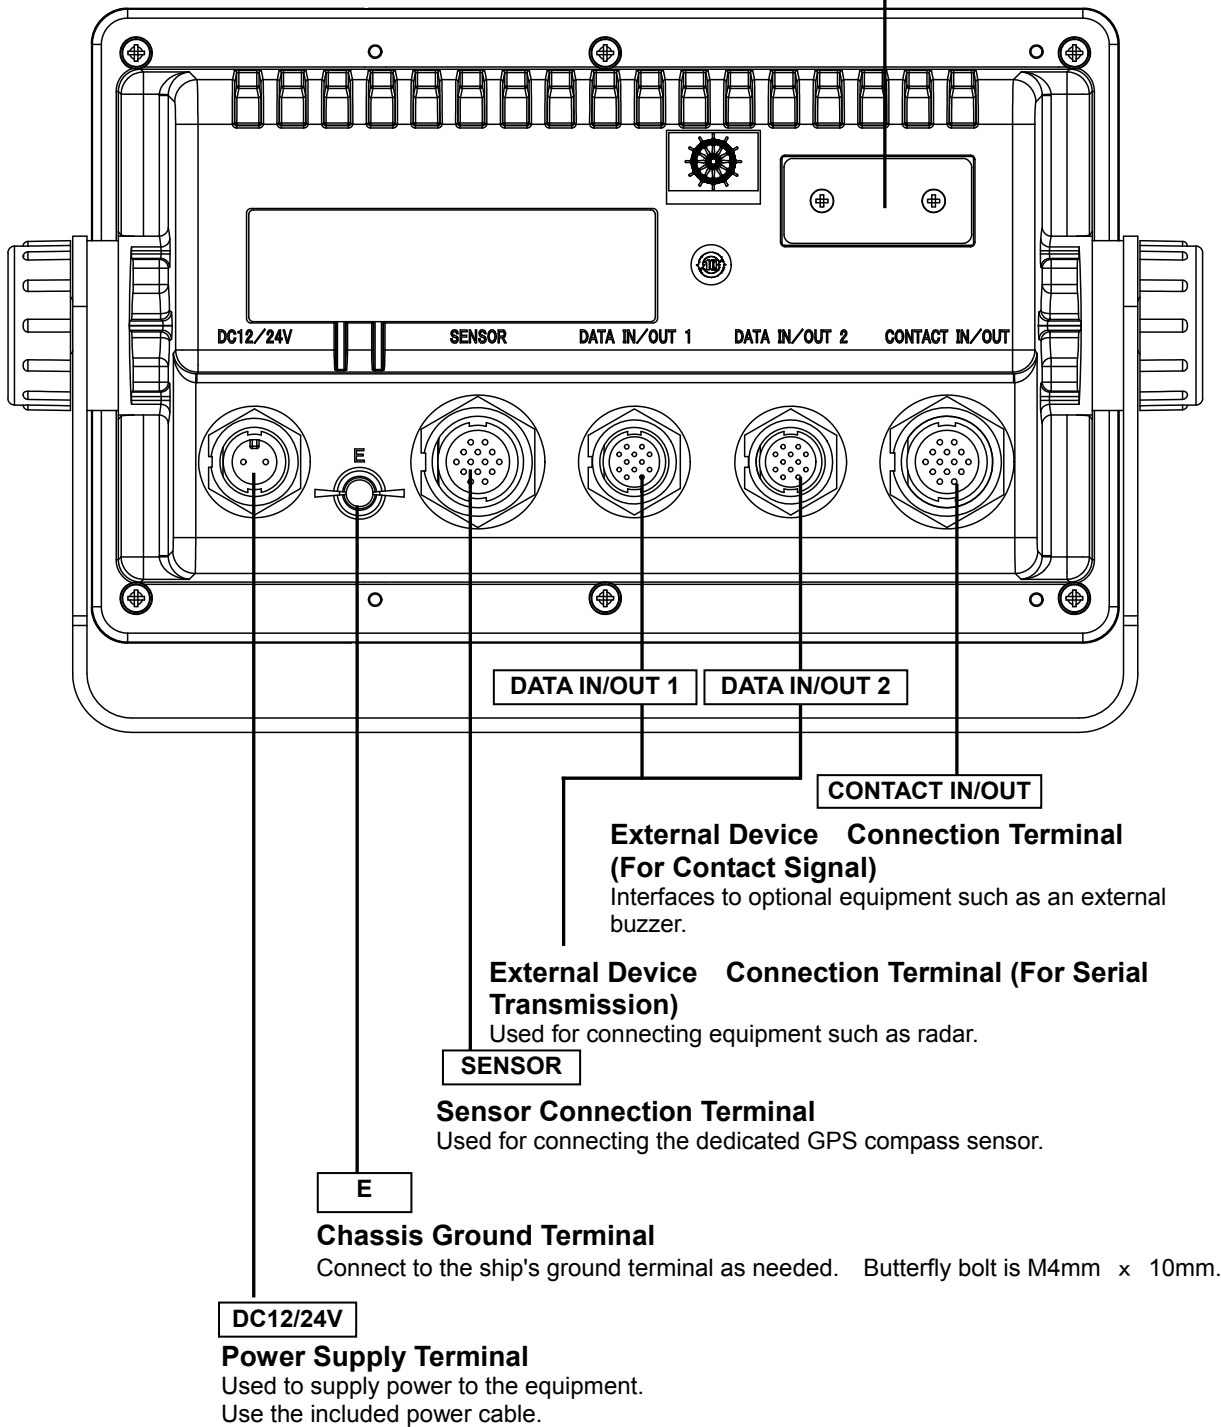 DC12/24V SENSOR DATA IN/OUT 1 DATA IN/OUT 2 CONTACT IN/OUT
E
DATA IN/OUT 1 DATA IN/OUT 2
CONTACT IN/OUT
External Device Connection Terminal
(For Contact Signal)
Interfaces to optional equipment such as an external
buzzer.
External Device Connection Terminal (For Serial
Transmission)
Used for connecting equipment such as radar.
SENSOR
Sensor Connection Terminal
Used for connecting the dedicated GPS compass sensor.
E
Chassis Ground Terminal
Connect to the ship's ground terminal as needed. Butterfly bolt is M4mm x 10mm.
DC12/24V
Power Supply Terminal
Used to supply power to the equipment.
Use the included power cable.